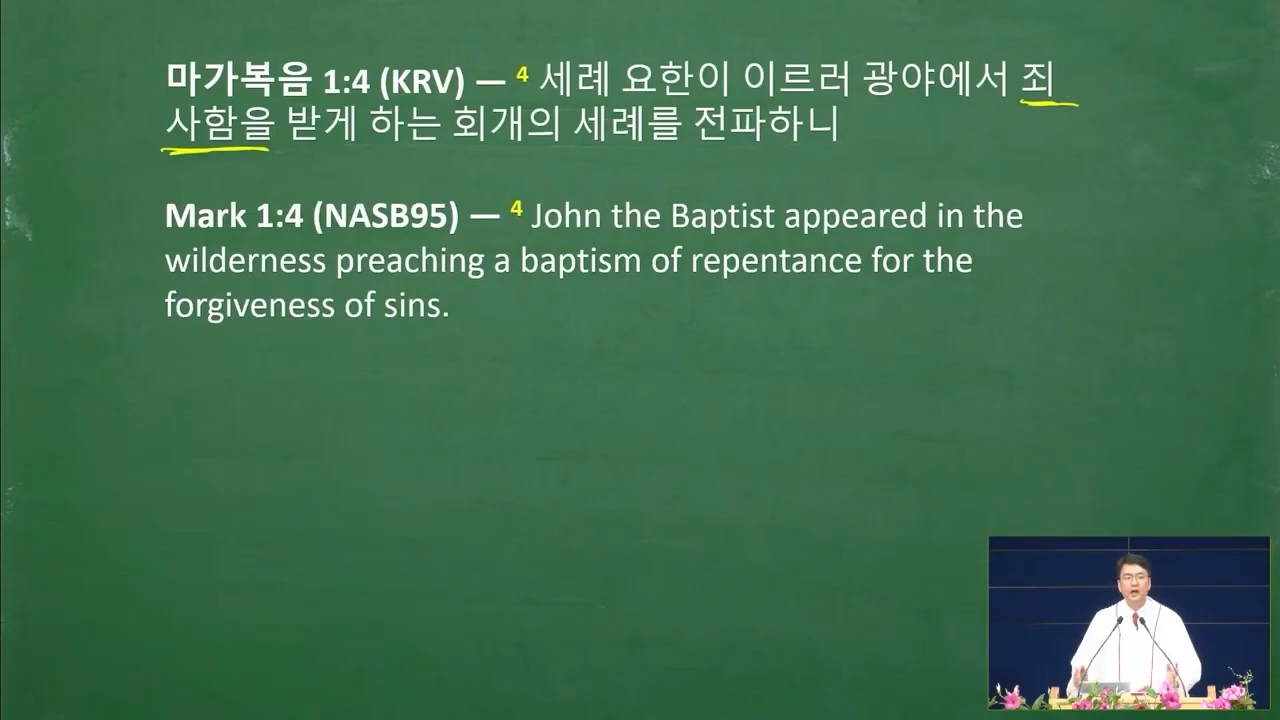 마가복음 1:4 (KRV) — 4 세례 요한이 이르러 광야에서 죄
사함을 받게 하는 회개의 세례를 전파하니
Mark 1:4 (NASB95) — 4 John the Baptist appeared in the
wilderness preaching a baptism of repentance for the
forgiveness of sins.